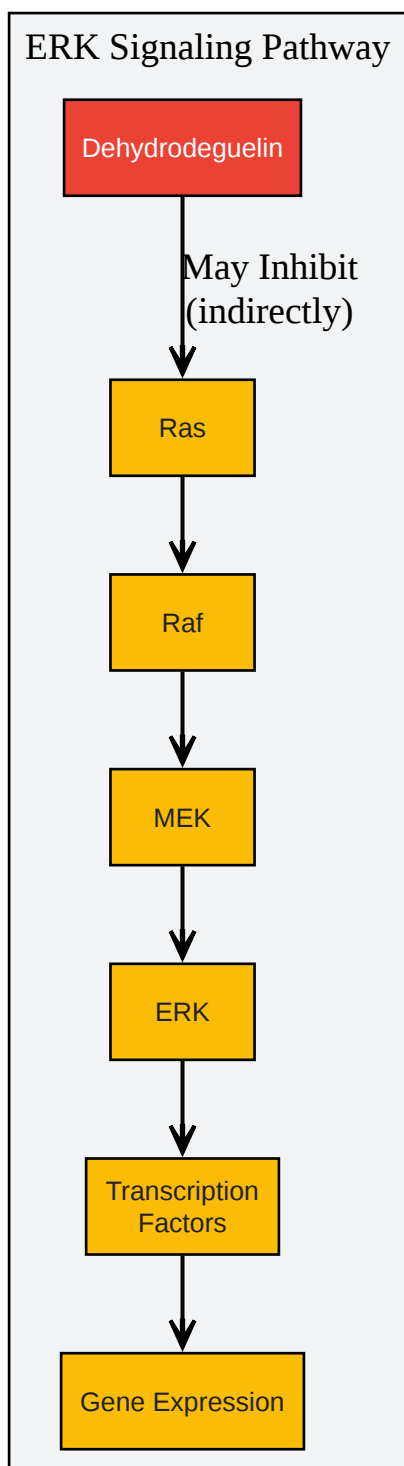 ERK Signaling Pathway
Dehydrodeguelin
May Inhibit
(indirectly)
Ras
Raf
MEK
ERK
Transcription
Factors
Gene Expression